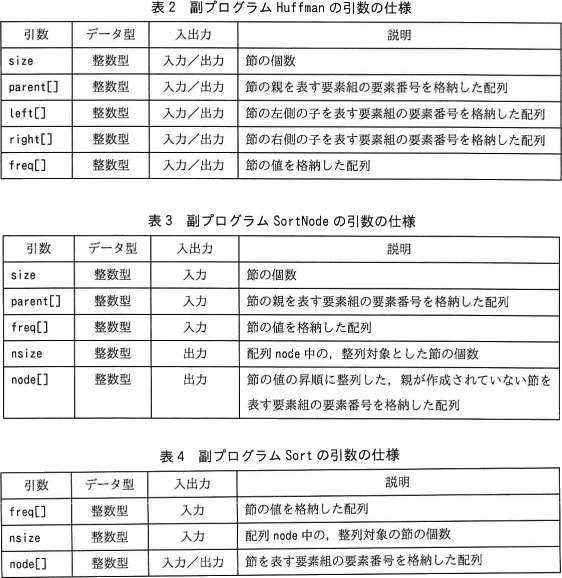 表2 副プログラム Huffman の引数の仕様
引数 データ型 入出力 説明
size 整数型 入力／出力 節の個数
parent[] 整数型 入力／出力 節の親を表す要素組の要素番号を格納した配列
left[] 整数型 入力／出力 節の左側の子を表す要素組の要素番号を格納した配列
right[] 整数型 入力／出力 節の右側の子を表す要素組の要素番号を格納した配列
freq[] 整数型 入力／出力 節の値を格納した配列
表3 副プログラム SortNode の引数の仕様
引数 データ型 入出力 説明
size 整数型 入力 節の個数
parent[] 整数型 入力 節の親を表す要素組の要素番号を格納した配列
freq[] 整数型 入力 節の値を格納した配列
nsize 整数型 出力 配列 node 中の，整列対象とした節の個数
node[] 整数型 出力 節の値の昇順に整列した，親が作成されていない節を
表す要素組の要素番号を格納した配列
表4 副プログラム Sort の引数の仕様
引数 データ型 入出力 説明
freq[] 整数型 入力 節の値を格納した配列
nsize 整数型 入力 配列 node 中の，整列対象の節の個数
node[] 整数型 入力／出力 節を表す要素組の要素番号を格納した配列